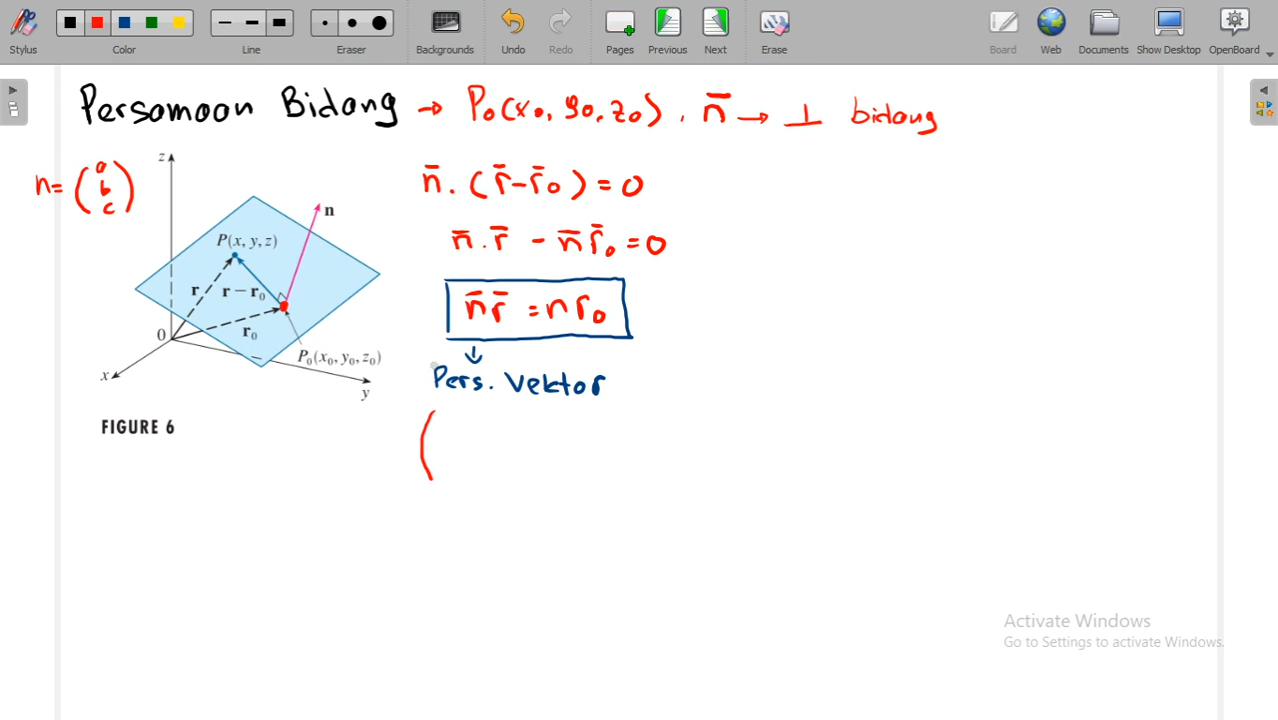 Stylus
Color
Line
Eraser
Backgrounds
Undo
Redo
Pages
Previous
Next
Erase
Board
Web
Documents
Show Desktop
OpenBoard
Persamaan Bidang → P₀(x₀, y₀, z₀) , n̄ → ⊥ bidang
n = (a b c)
z
n
P(x, y, z)
r
r − r₀
0
r₀
P₀(x₀, y₀, z₀)
x
y
FIGURE 6
n̄ . (r̄ - r̄₀) = 0
n̄ . r̄ - n̄ r̄₀ = 0
n̄ r̄ = n r₀
↓
Pers. Vektor
(
Activate Windows
Go to Settings to activate Windows.